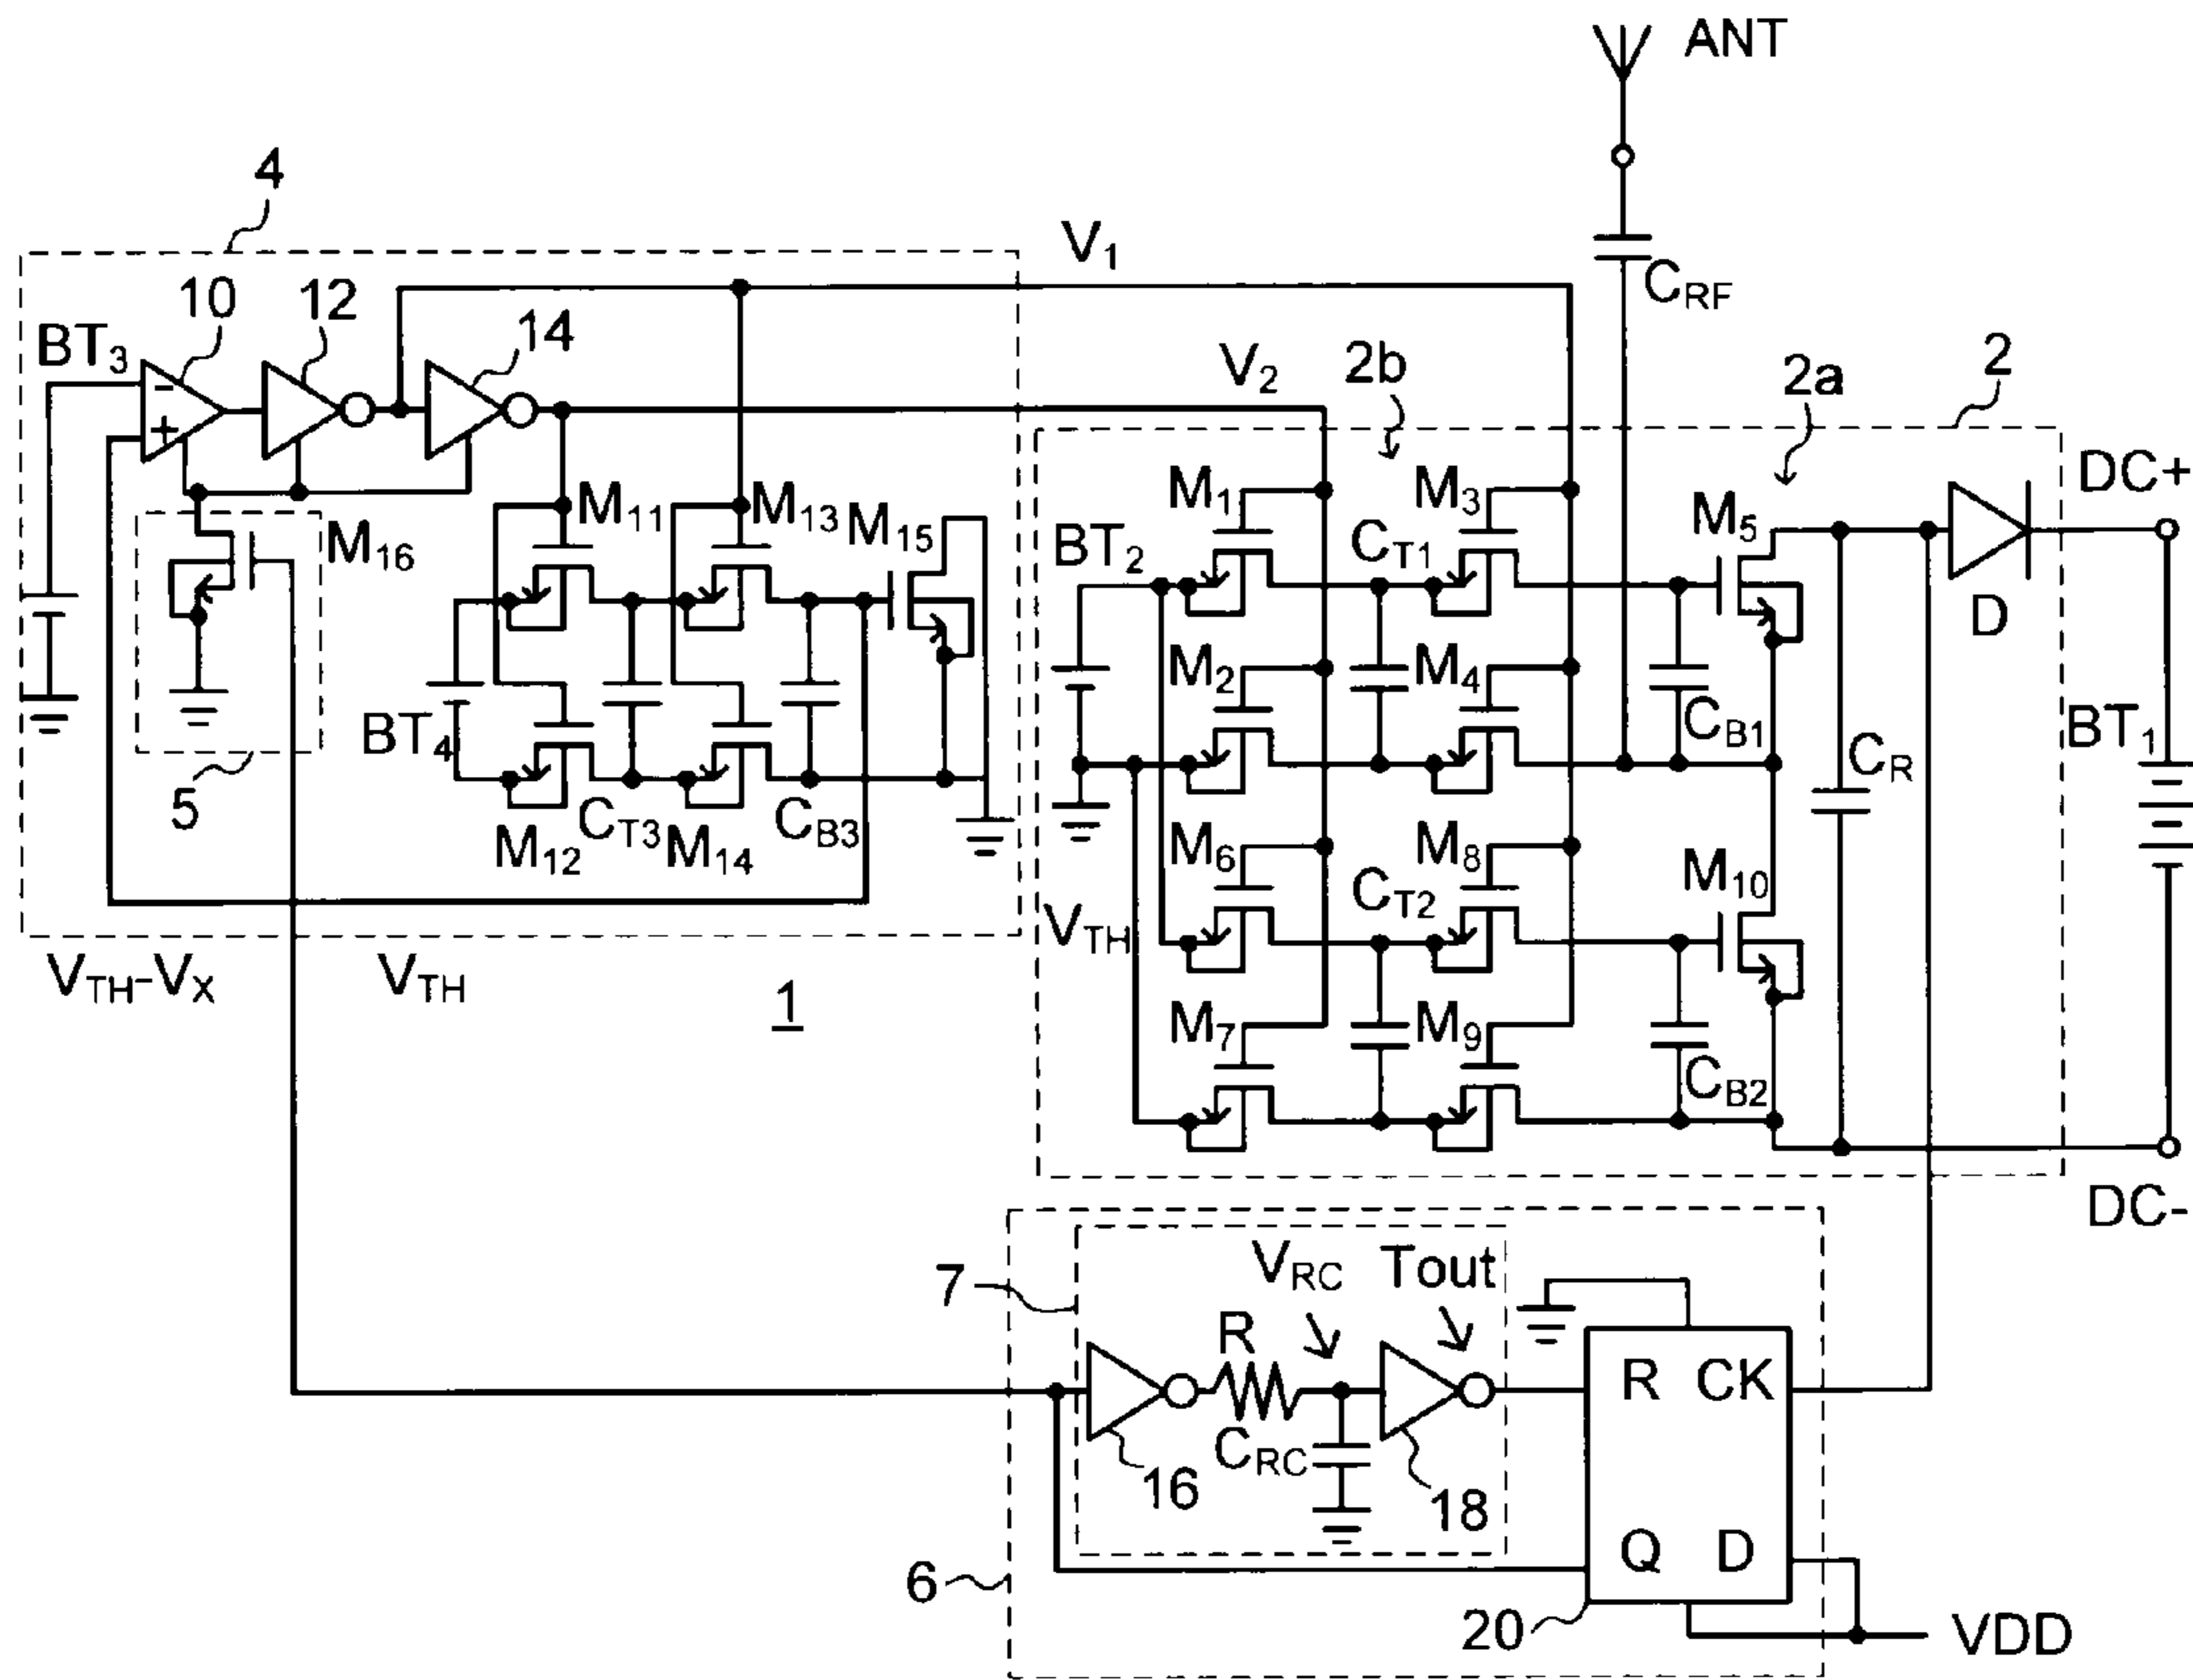 ANT
4
V1
CRF
10
12
14
BT3
-
+
V2
2b
2a
2
DC+
M11
M13
M15
M16
M1
M3
CT1
M5
BT2
D
M2
M4
CB1
BT1
BT4
CR
5
M12
CT3
M14
CB3
M6
M8
CT2
M10
VTH
VTH-VX
VTH
1
M7
M9
CB2
DC-
7
VRC
Tout
R
R CK
CRC
16
18
6
Q D
20
VDD